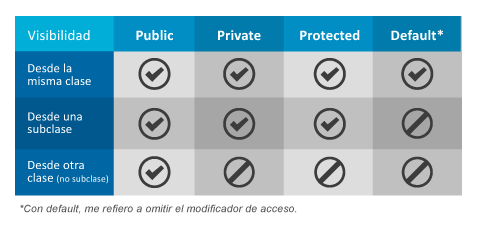 Visibilidad Public Private Protected Default*
Desde la
misma clase
Desde una
subclase
Desde otra
clase (no subclase)
*Con default, me refiero a omitir el modificador de acceso.